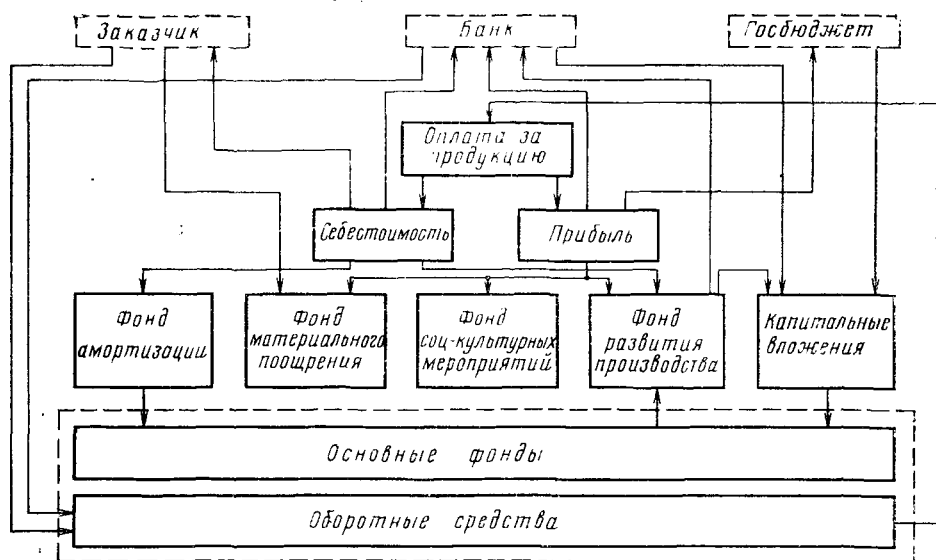 Заказчик
Банк
Госбюджет
Оплата за
продукцию
Себестоимость
Прибыль
Фонд
амортизации
Фонд
материального
поощрения
Фонд
соц-культурных
мероприятий
Фонд
развития
производства
Капитальные
вложения
Основные фонды
Оборотные средства